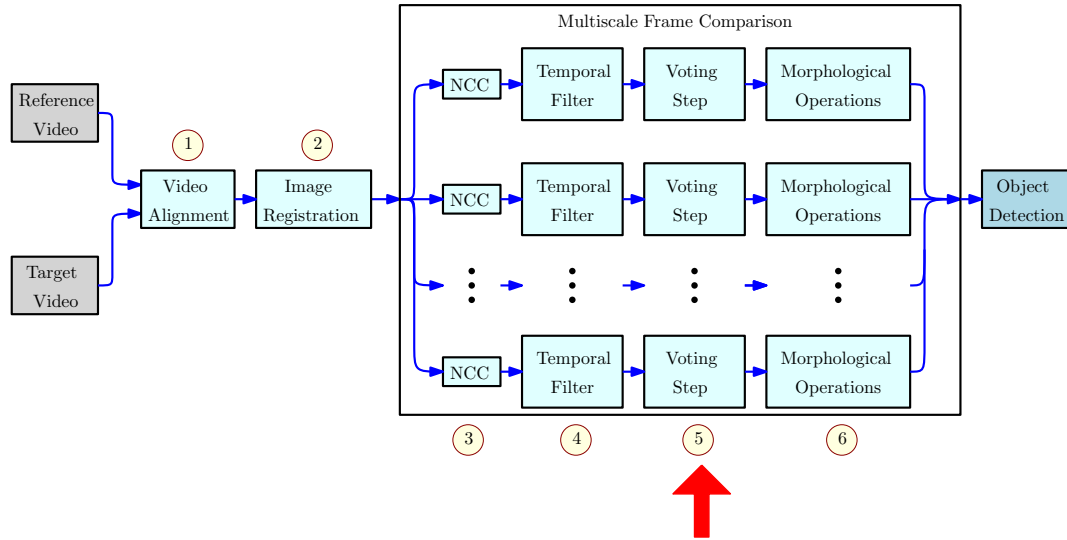 Multiscale Frame Comparison
Reference
Video
Target
Video
1
Video
Alignment
2
Image
Registration
NCC
Temporal
Filter
Voting
Step
Morphological
Operations
NCC
Temporal
Filter
Voting
Step
Morphological
Operations
NCC
Temporal
Filter
Voting
Step
Morphological
Operations
Object
Detection
3
4
5
6